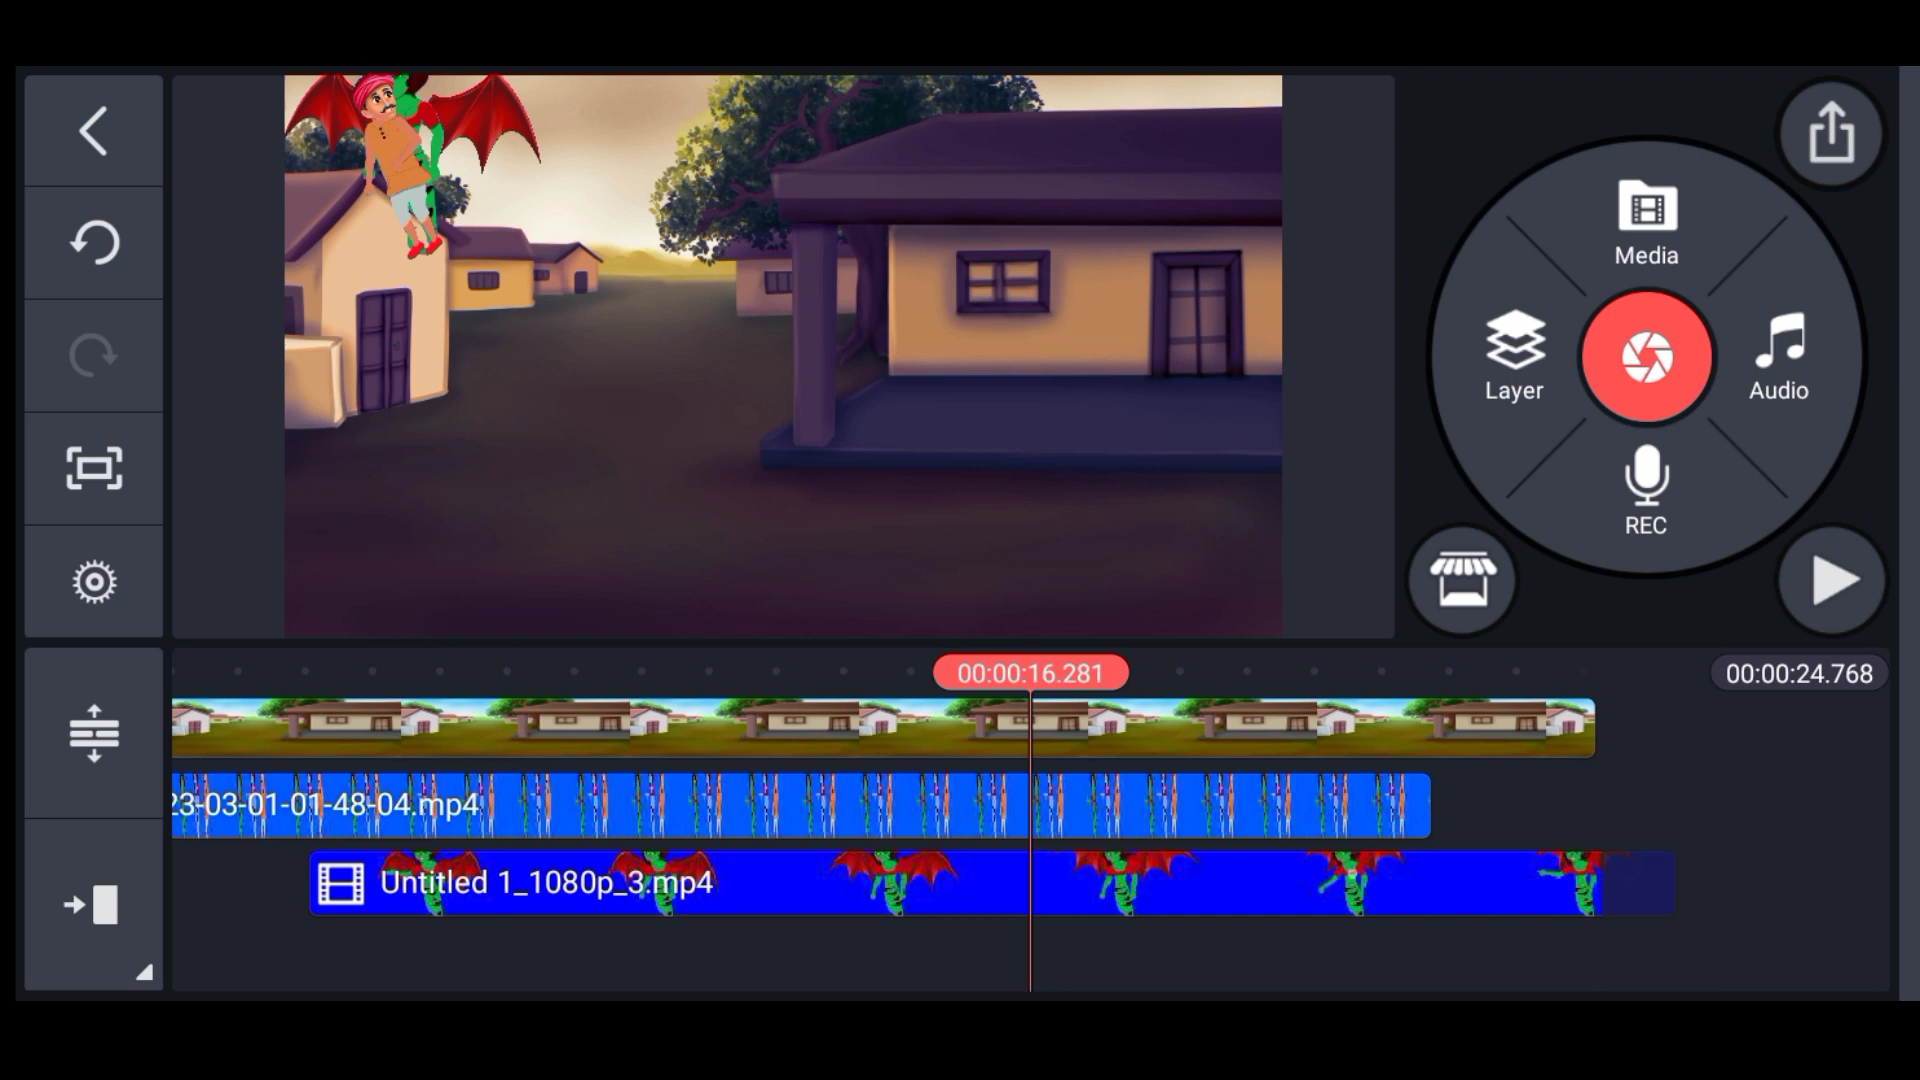 Media
Layer
Audio
REC
00:00:16.281
00:00:24.768
23-03-01-01-48-04.mp4
Untitled 1_1080p_3.mp4